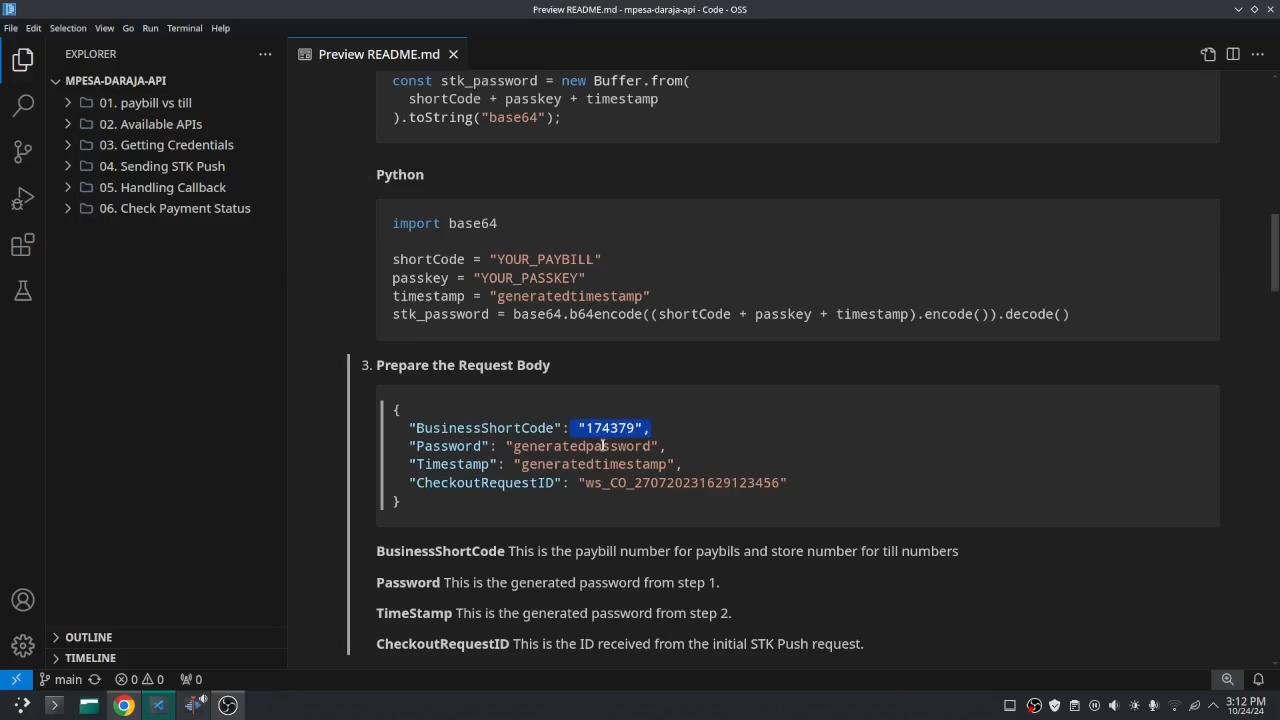 Preview README.md - mpesa-daraja-api - Code - OSS
File Edit Selection View Go Run Terminal Help
EXPLORER
Preview README.md
MPESA-DARAJA-API
01. paybill vs till
02. Available APIs
03. Getting Credentials
04. Sending STK Push
05. Handling Callback
06. Check Payment Status
OUTLINE
TIMELINE
const stk_password = new Buffer.from(
shortCode + passkey + timestamp
).toString("base64");
Python
import base64
shortCode = "YOUR_PAYBILL"
passkey = "YOUR_PASSKEY"
timestamp = "generatedtimestamp"
stk_password = base64.b64encode((shortCode + passkey + timestamp).encode()).decode()
3. Prepare the Request Body
{
"BusinessShortCode": "174379",
"Password": "generatedpassword",
"Timestamp": "generatedtimestamp",
"CheckoutRequestID": "ws_CO_270720231629123456"
}
BusinessShortCode This is the paybill number for paybils and store number for till numbers
Password This is the generated password from step 1.
TimeStamp This is the generated password from step 2.
CheckoutRequestID This is the ID received from the initial STK Push request.
main 0 0 0
3:12 PM
10/24/24